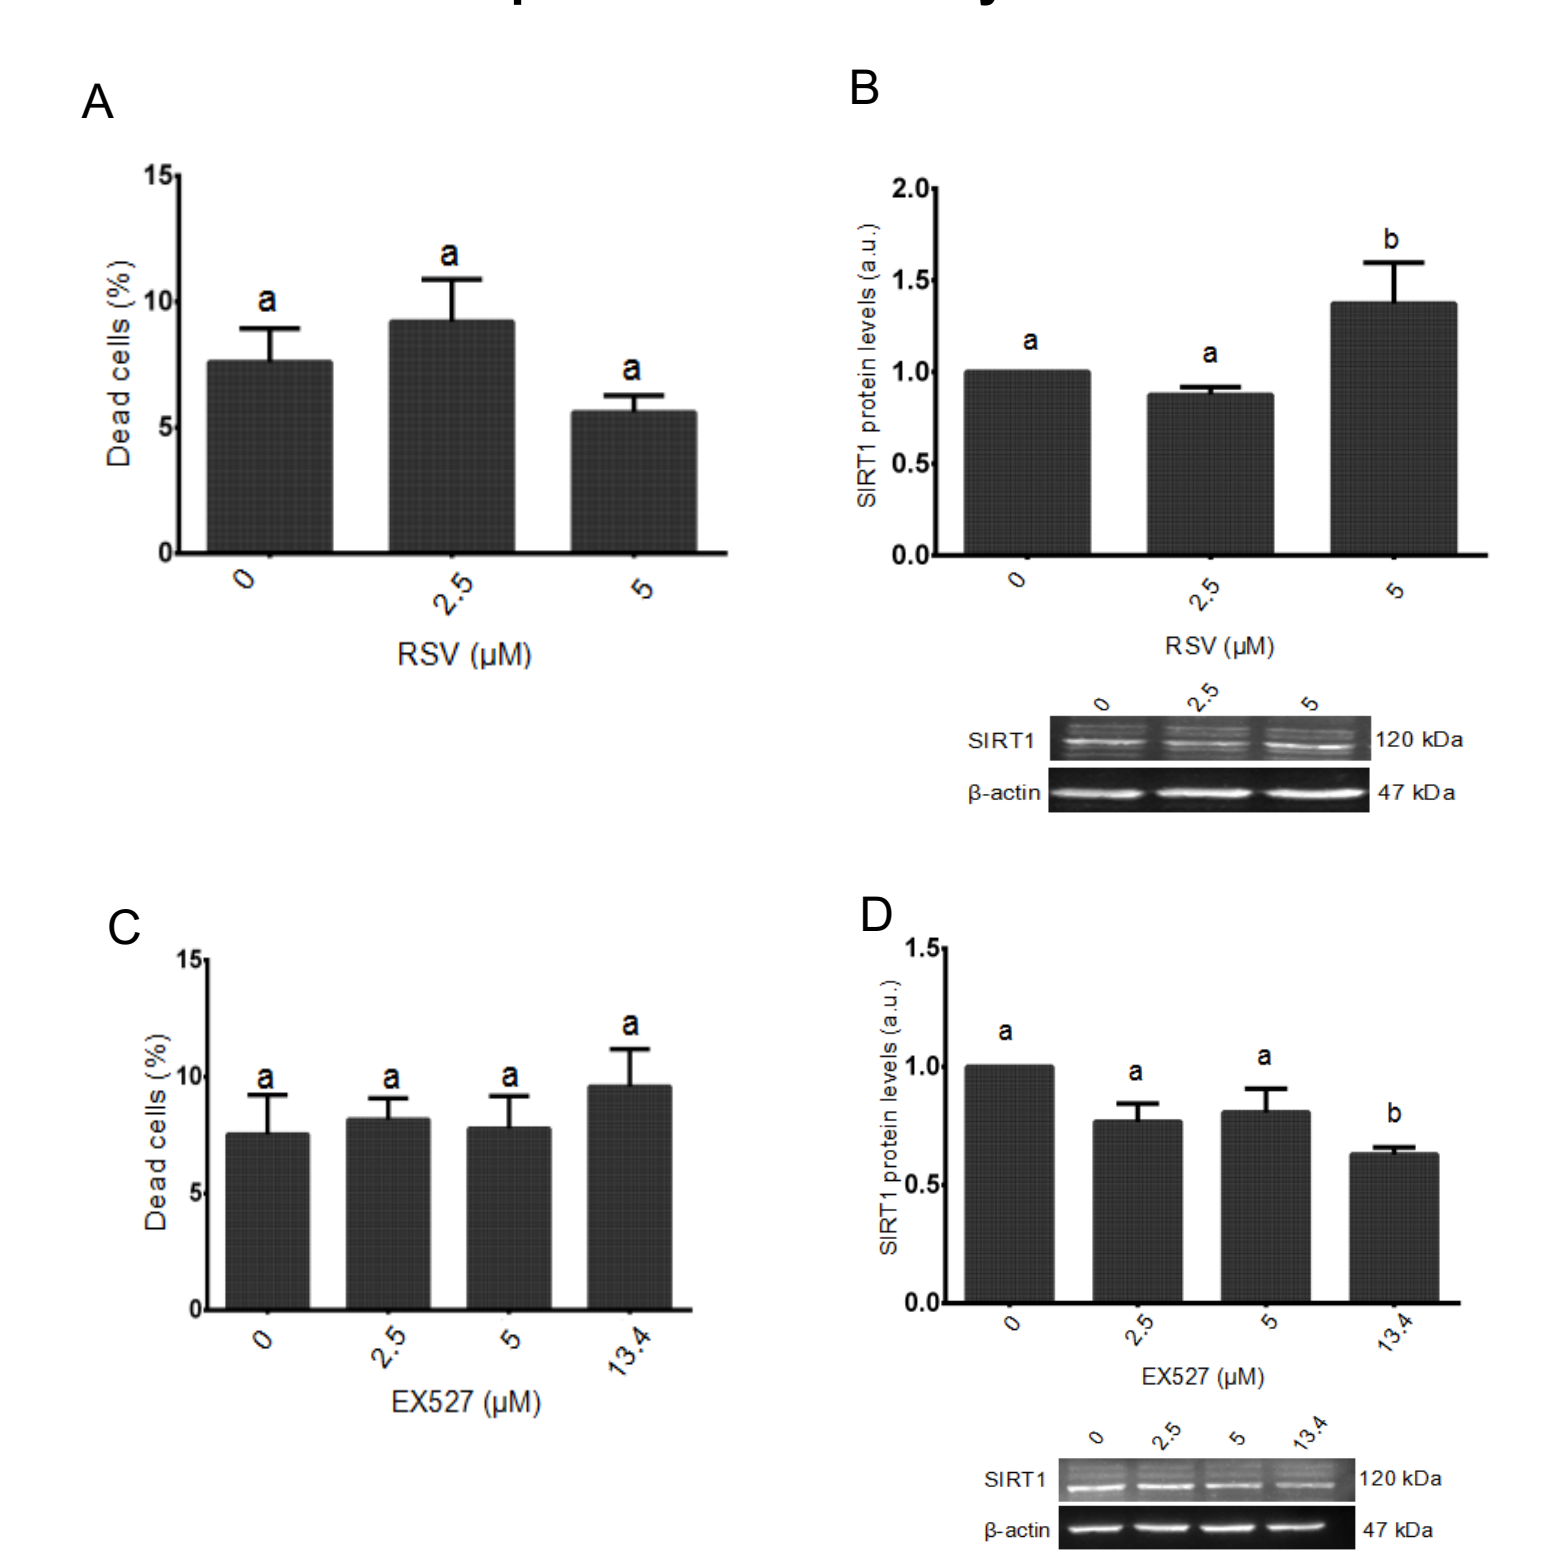 A
15
10
5
0
Dead cells (%)
a
a
a
0
2.5
5
RSV (µM)
B
2.0
1.5
1.0
0.5
0.0
SIRT1 protein levels (a.u.)
a
a
b
0
2.5
5
RSV (µM)
0 2.5 5
SIRT1 120 kDa
β-actin 47 kDa
C
15
10
5
0
Dead cells (%)
a
a
a
a
0
2.5
5
13.4
EX527 (µM)
D
1.5
1.0
0.5
0.0
SIRT1 protein levels (a.u.)
a
a
a
b
0
2.5
5
13.4
EX527 (µM)
0 2.5 5 13.4
SIRT1 120 kDa
β-actin 47 kDa